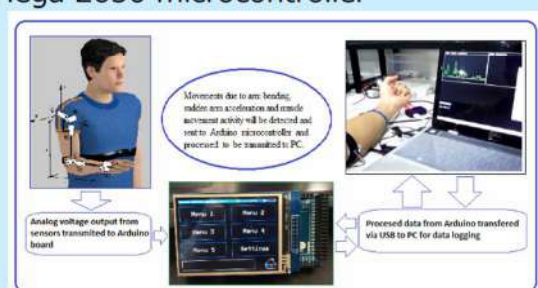 2650 microcontroller
Movements due to arm bending,
sudden arm acceleration and muscle
movement activity will be detected and
sent to Arduino microcontroller and
processed to be transmitted to PC.
Analog voltage output from
sensors transmited to Arduino
board
Menu 1 Menu 2
Menu 3 Menu 4
Menu 5 Settings
Procesed data from Arduino transfered
via USB to PC for data logging